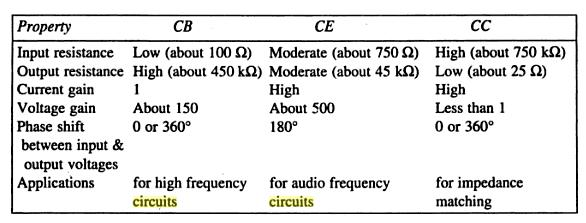 Property CB CE CC
Input resistance Low (about 100 Ω) Moderate (about 750 Ω) High (about 750 kΩ)
Output resistance High (about 450 kΩ) Moderate (about 45 kΩ) Low (about 25 Ω)
Current gain 1 High High
Voltage gain About 150 About 500 Less than 1
Phase shift 0 or 360° 180° 0 or 360°
between input &
output voltages
Applications for high frequency for audio frequency for impedance
circuits circuits matching